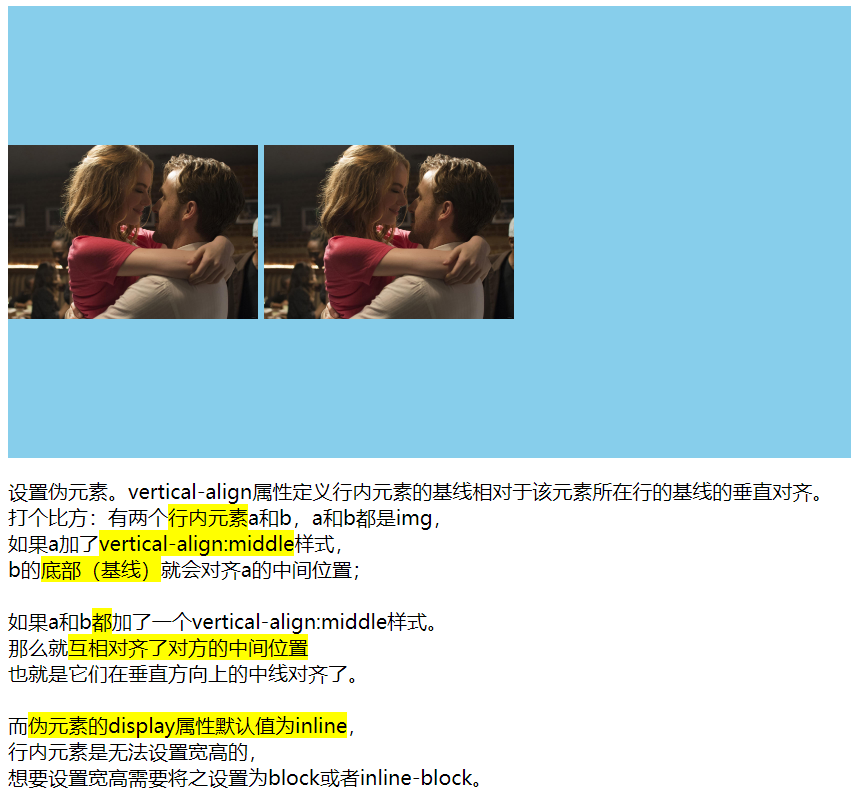 设置伪元素。vertical-align属性定义行内元素的基线相对于该元素所在行的基线的垂直对齐。
打个比方：有两个行内元素a和b，a和b都是img，
如果a加了vertical-align:middle样式，
b的底部（基线）就会对齐a的中间位置；
如果a和b都加了一个vertical-align:middle样式。
那么就互相对齐了对方的中间位置
也就是它们在垂直方向上的中线对齐了。
而伪元素的display属性默认值为inline，
行内元素是无法设置宽高的，
想要设置宽高需要将之设置为block或者inline-block。